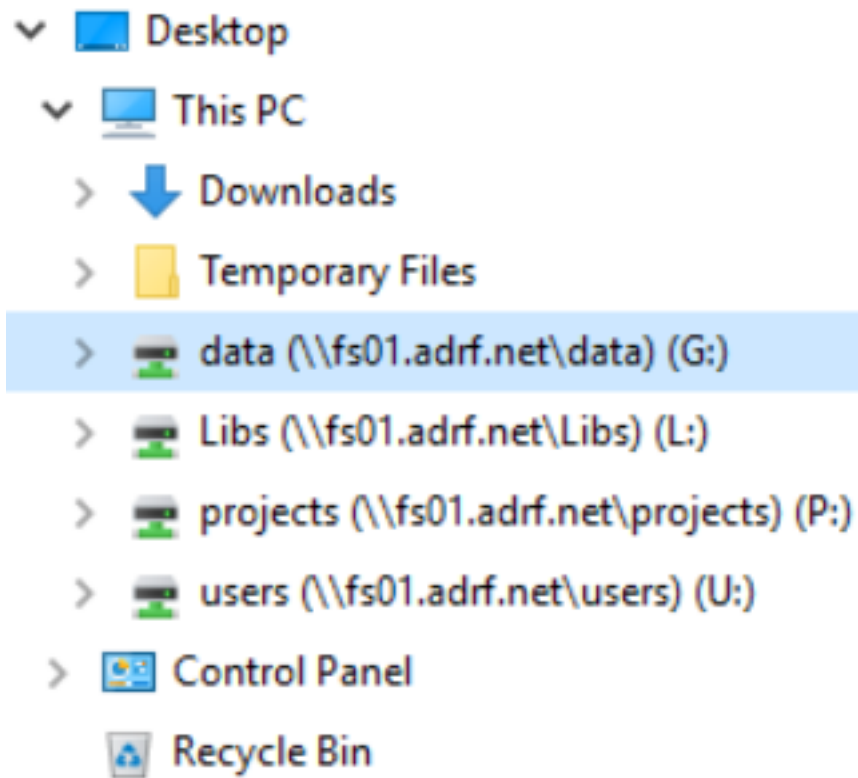 Desktop
This PC
Downloads
Temporary Files
data (\\fs01.adrf.net\data) (G:)
Libs (\\fs01.adrf.net\Libs) (L:)
projects (\\fs01.adrf.net\projects) (P:)
users (\\fs01.adrf.net\users) (U:)
Control Panel
Recycle Bin